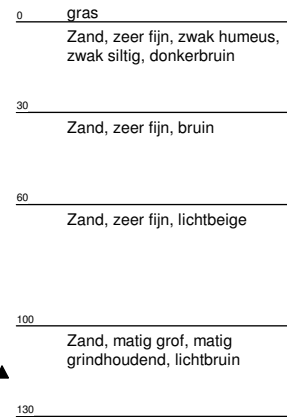 0 gras
Zand, zeer fijn, zwak humeus,
zwak siltig, donkerbruin
30
Zand, zeer fijn, bruin
60
Zand, zeer fijn, lichtbeige
100
Zand, matig grof, matig
grindhoudend, lichtbruin
130